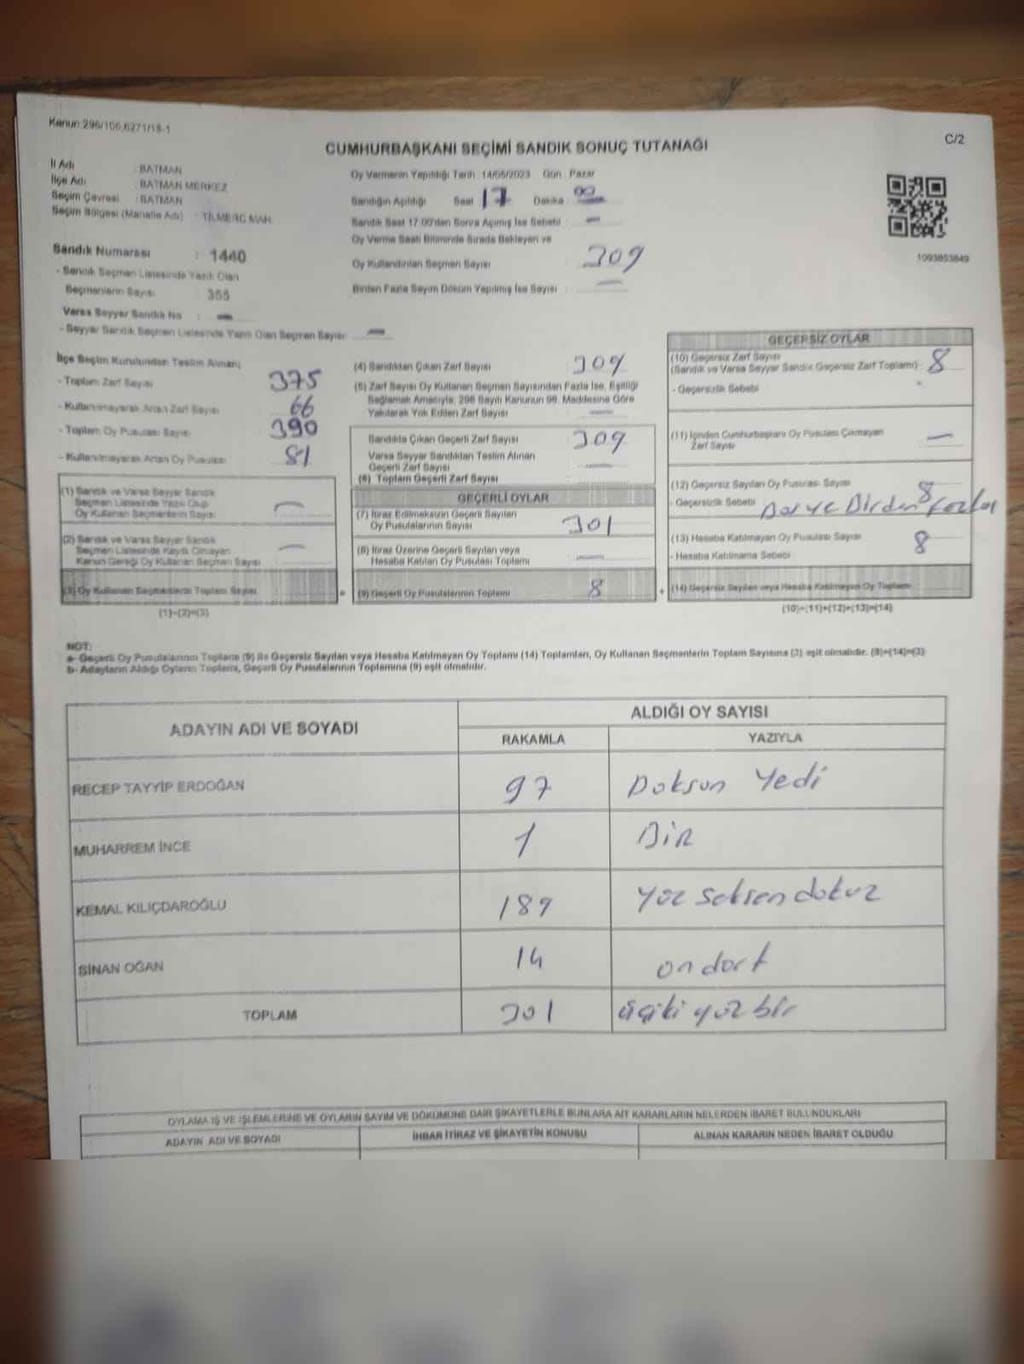 Kanun 296/106,6271/18-1
C/2
CUMHURBAŞKANI SEÇİMİ SANDIK SONUÇ TUTANAĞI
İl Adı : BATMAN
İlçe Adı : BATMAN MERKEZ
Seçim Çevresi : BATMAN
Seçim Bölgesi (Mahalle Adı) : TİLMERÇ MAH.
Oy Vermenin Yapıldığı Tarih : 14/05/2023 Gün : Pazar
Sandığın Açıldığı Saat 17 Dakika 00
Sandık Saat 17:00'den Sonra Açılmış İse Sebebi : —
Oy Verme Saati Bitiminde Sırada Bekleyen ve
Oy Kullandırılan Seçmen Sayısı : 309
Birden Fazla Sayım Döküm Yapılmış İse Sayısı : —
1093853849
Sandık Numarası : 1440
- Sandık Seçmen Listesinde Yazılı Olan
Seçmenlerin Sayısı : 355
Varsa Seyyar Sandık No : —
- Seyyar Sandık Seçmen Listesinde Yazılı Olan Seçmen Sayısı : —
İlçe Seçim Kurulundan Teslim Alınan;
- Toplam Zarf Sayısı 375
- Kullanılmayarak Artan Zarf Sayısı 66
- Toplam Oy Pusulası Sayısı 390
- Kullanılmayarak Artan Oy Pusulası 81
(1) Sandık ve Varsa Seyyar Sandık
Seçmen Listesinde Yazılı Olup
Oy Kullanan Seçmenlerin Sayısı —
(2) Sandık ve Varsa Seyyar Sandık
Seçmen Listesinde Kayıtlı Olmayan
Kanun Gereği Oy Kullanan Seçmen Sayısı —
(3) Oy Kullanan Seçmenlerin Toplam Sayısı
(1)+(2)=(3)
=
(4) Sandıktan Çıkan Zarf Sayısı 309
(5) Zarf Sayısı Oy Kullanan Seçmen Sayısından Fazla İse, Eşitliği
Sağlamak Amacıyla; 298 Sayılı Kanunun 98. Maddesine Göre
Yakılarak Yok Edilen Zarf Sayısı —
Sandıkta Çıkan Geçerli Zarf Sayısı 309
Varsa Seyyar Sandıktan Teslim Alınan
Geçerli Zarf Sayısı —
(6) Toplam Geçerli Zarf Sayısı
GEÇERLİ OYLAR
(7) İtiraz Edilmeksizin Geçerli Sayılan
Oy Pusulalarının Sayısı 301
(8) İtiraz Üzerine Geçerli Sayılan veya
Hesaba Katılan Oy Pusulası Toplamı —
(9) Geçerli Oy Pusulalarının Toplamı 8
+
GEÇERSİZ OYLAR
(10) Geçersiz Zarf Sayısı
(Sandık ve Varsa Seyyar Sandık Geçersiz Zarf Toplamı) : 8
- Geçersizlik Sebebi
(11) İçinden Cumhurbaşkanı Oy Pusulası Çıkmayan
Zarf Sayısı —
(12) Geçersiz Sayılan Oy Pusulası Sayısı 8
- Geçersizlik Sebebi Boş ve Birden fazla
(13) Hesaba Katılmayan Oy Pusulası Sayısı 8
- Hesaba Katılmama Sebebi
(14) Geçersiz Sayılan veya Hesaba Katılmayan Oy Toplamı
(10)+(11)+(12)+(13)=(14)
NOT:
a- Geçerli Oy Pusulalarının Toplamı (9) ile Geçersiz Sayılan veya Hesaba Katılmayan Oy Toplamı (14) Toplamları, Oy Kullanan Seçmenlerin Toplam Sayısına (3) eşit olmalıdır. (9)+(14)=(3)
b- Adayların Aldığı Oyların Toplamı, Geçerli Oy Pusulalarının Toplamına (9) eşit olmalıdır.
ADAYIN ADI VE SOYADI
ALDIĞI OY SAYISI
RAKAMLA YAZIYLA
RECEP TAYYİP ERDOĞAN 97 Doksan Yedi
MUHARREM İNCE 1 Bir
KEMAL KILIÇDAROĞLU 189 Yüz seksen dokuz
SİNAN OĞAN 14 on dört
TOPLAM 301 yüz bir
OYLAMA İŞ VE İŞLEMLERİNE VE OYLARIN SAYIM VE DÖKÜMÜNE DAİR ŞİKAYETLERLE BUNLARA AİT KARARLARIN NELERDEN İBARET BULUNDUKLARI
ADAYIN ADI VE SOYADI İHBAR İTİRAZ VE ŞİKAYETİN KONUSU ALINAN KARARIN NEDEN İBARET OLDUĞU